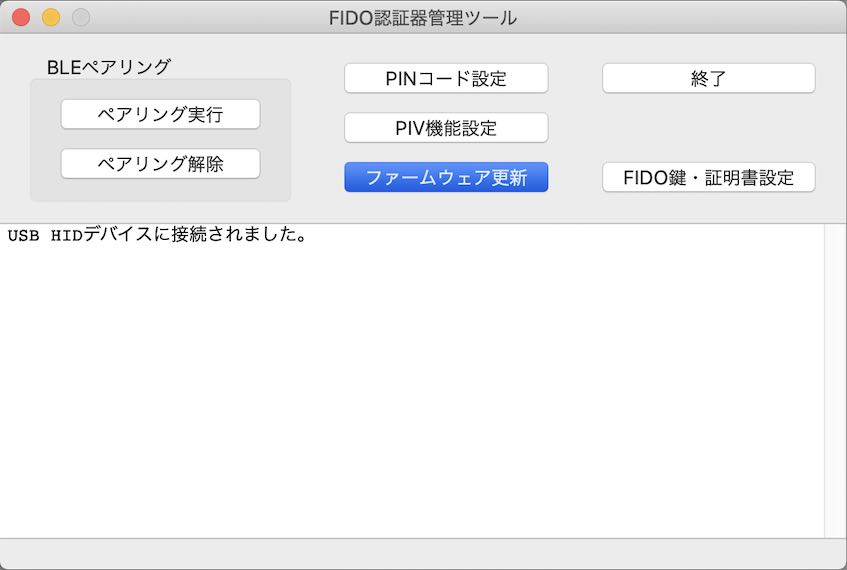 FIDO認証器管理ツール
BLEペアリング
ペアリング実行
ペアリング解除
PINコード設定
PIV機能設定
ファームウェア更新
終了
FIDO鍵・証明書設定
USB HIDデバイスに接続されました。